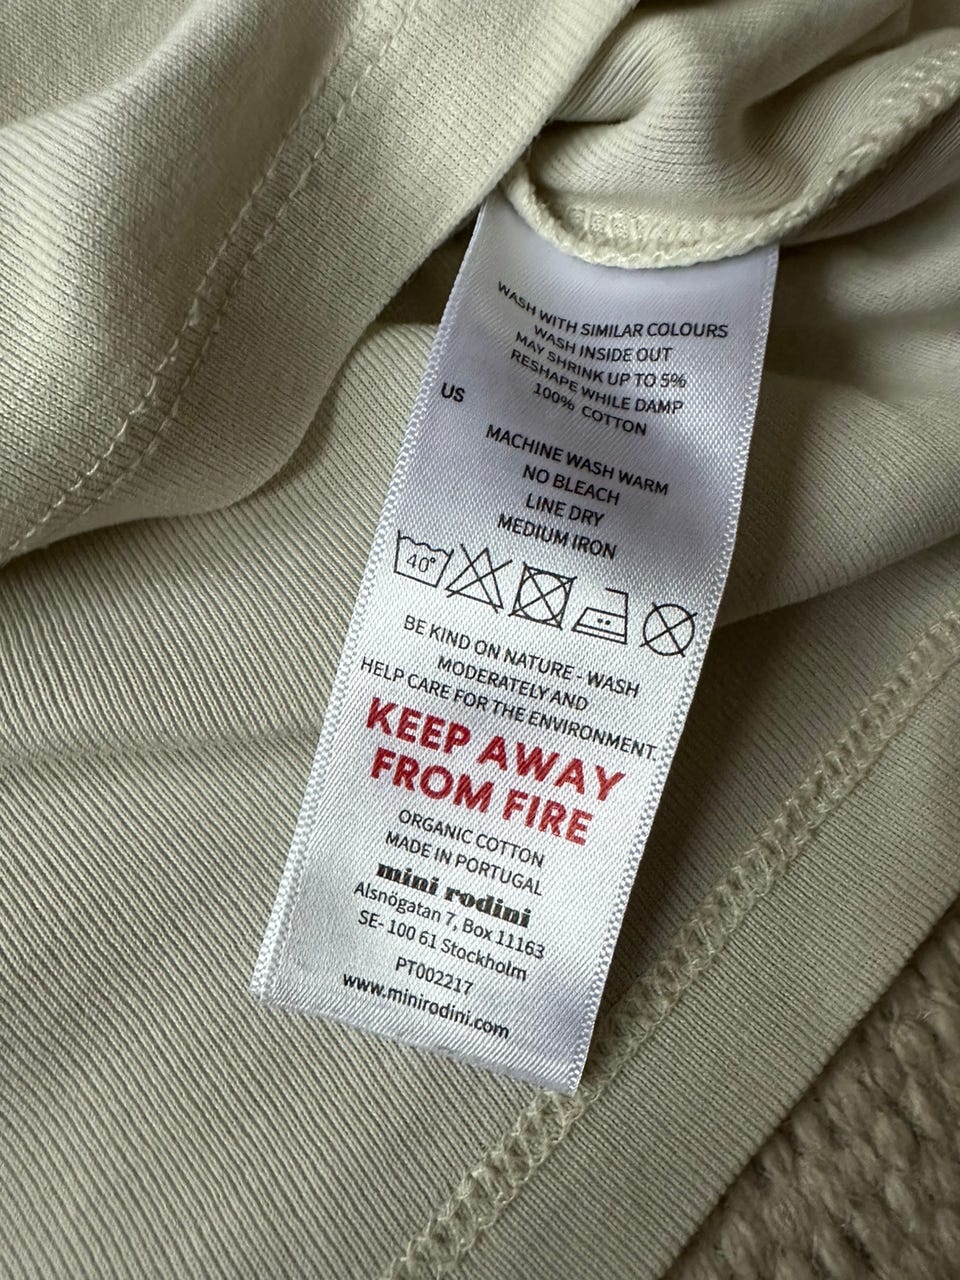 WASH WITH SIMILAR COLOURS
WASH INSIDE OUT
MAY SHRINK UP TO 5%
RESHAPE WHILE DAMP
100% COTTON
US
MACHINE WASH WARM
NO BLEACH
LINE DRY
MEDIUM IRON
40°
BE KIND ON NATURE - WASH
MODERATELY AND
HELP CARE FOR THE ENVIRONMENT.
KEEP AWAY
FROM FIRE
ORGANIC COTTON
MADE IN PORTUGAL
mini rodini
Alsnögatan 7, Box 11163
SE- 100 61 Stockholm
PT002217
www.minirodini.com